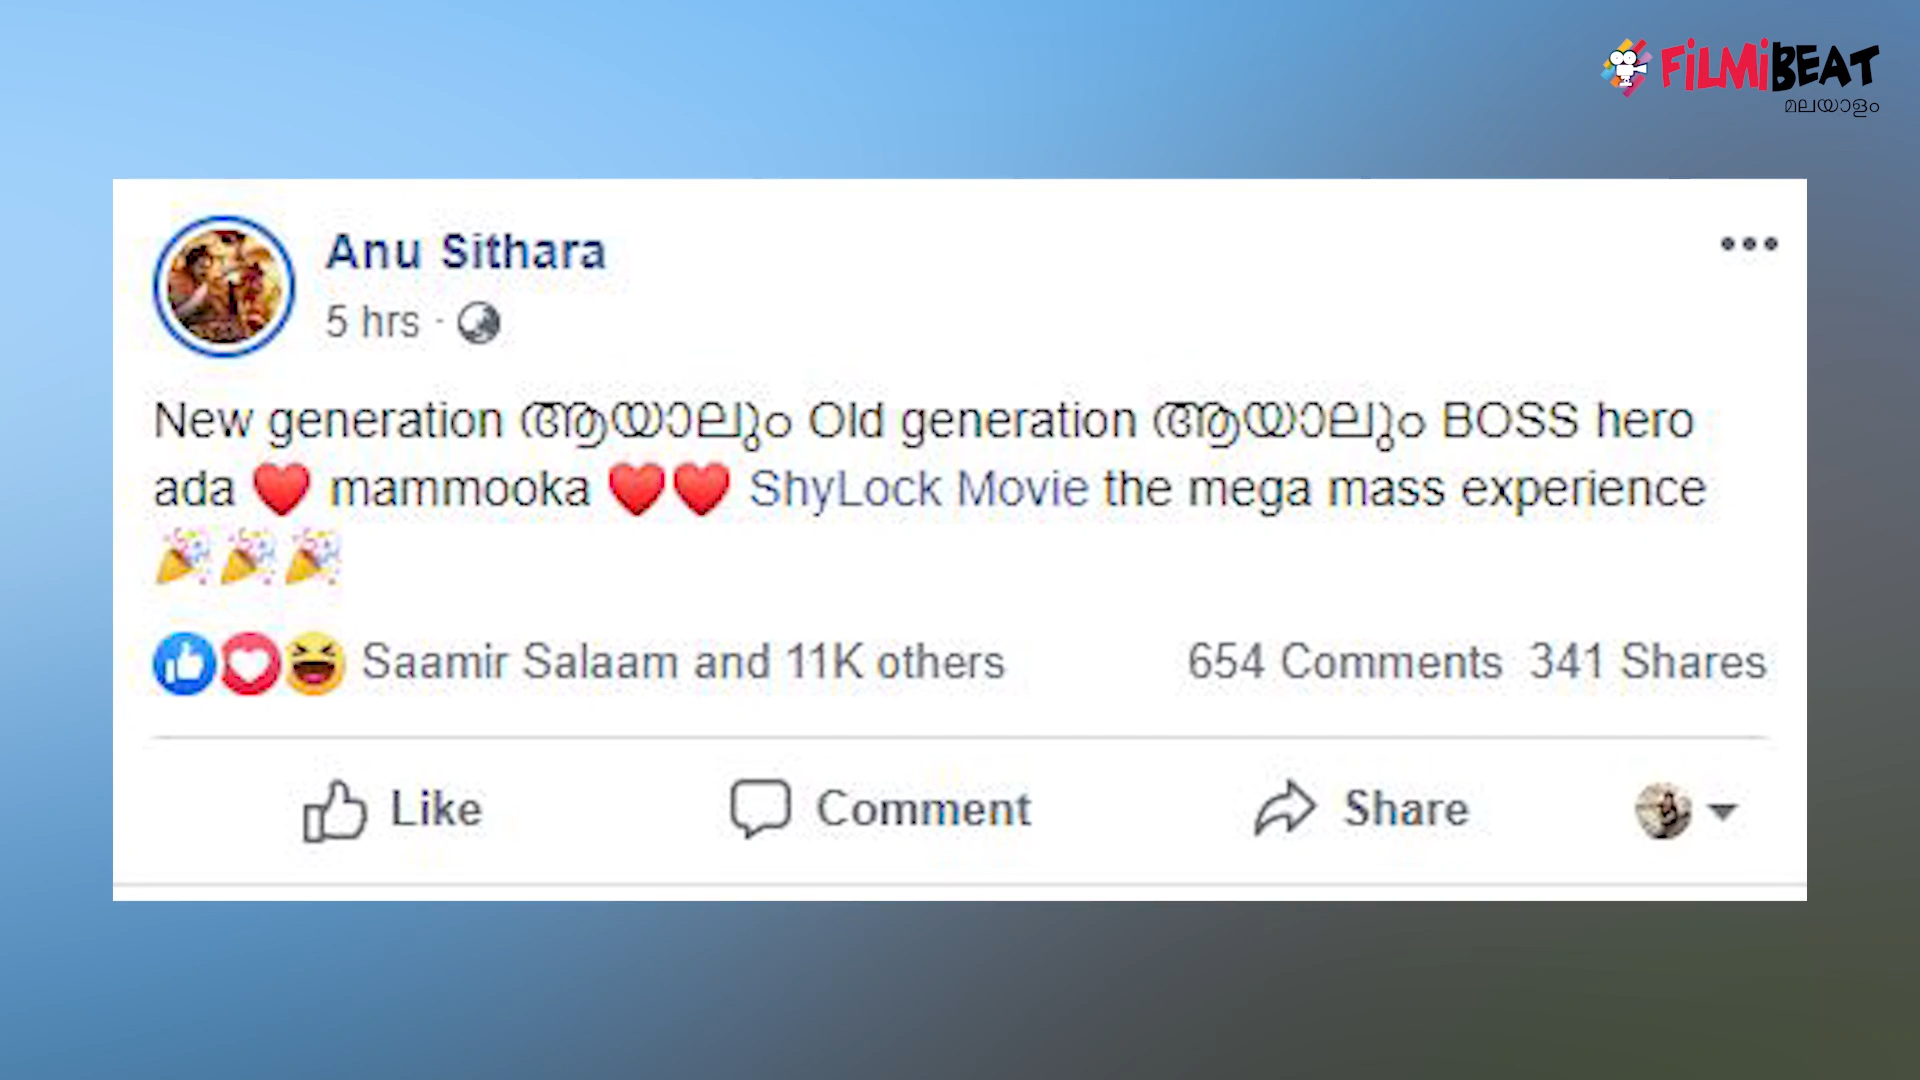 FiLMiBEAT
മലയാളം
Anu Sithara
5 hrs ·
New generation ആയാലും Old generation ആയാലും BOSS hero
ada ❤️ mammooka ❤️❤️ ShyLock Movie the mega mass experience
🎉🎉🎉
Saamir Salaam and 11K others 654 Comments 341 Shares
Like Comment Share